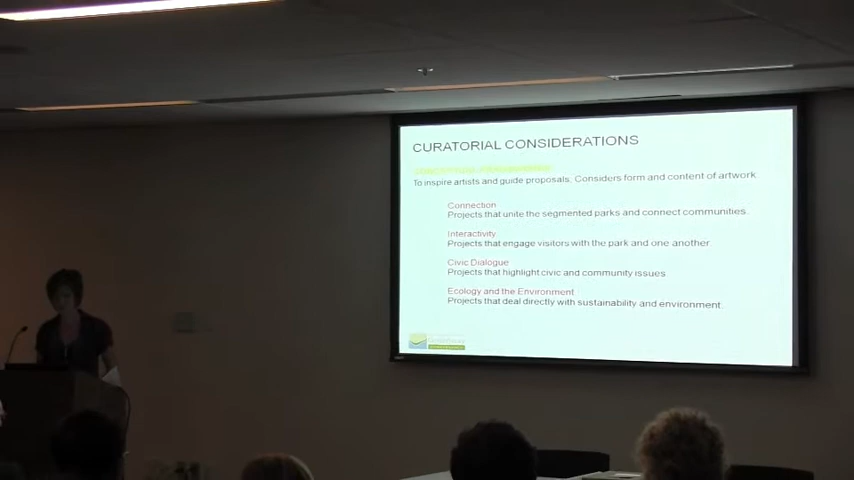 CURATORIAL CONSIDERATIONS
To inspire artists and guide proposals. Considers form and content of artwork
Connection
Projects that unite the segmented parks and connect communities.
Interactivity
Projects that engage visitors with the park and one another.
Civic Dialogue
Projects that highlight civic and community issues.
Ecology and the Environment
Projects that deal directly with sustainability and environment.